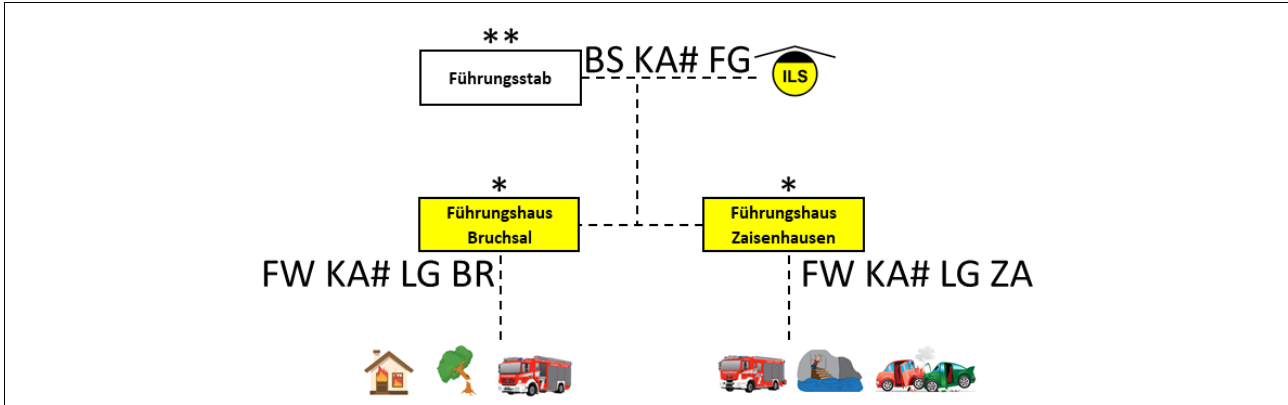 **
Führungsstab
BS KA# FG
ILS
*
Führungshaus
Bruchsal
*
Führungshaus
Zaisenhausen
FW KA# LG BR
FW KA# LG ZA